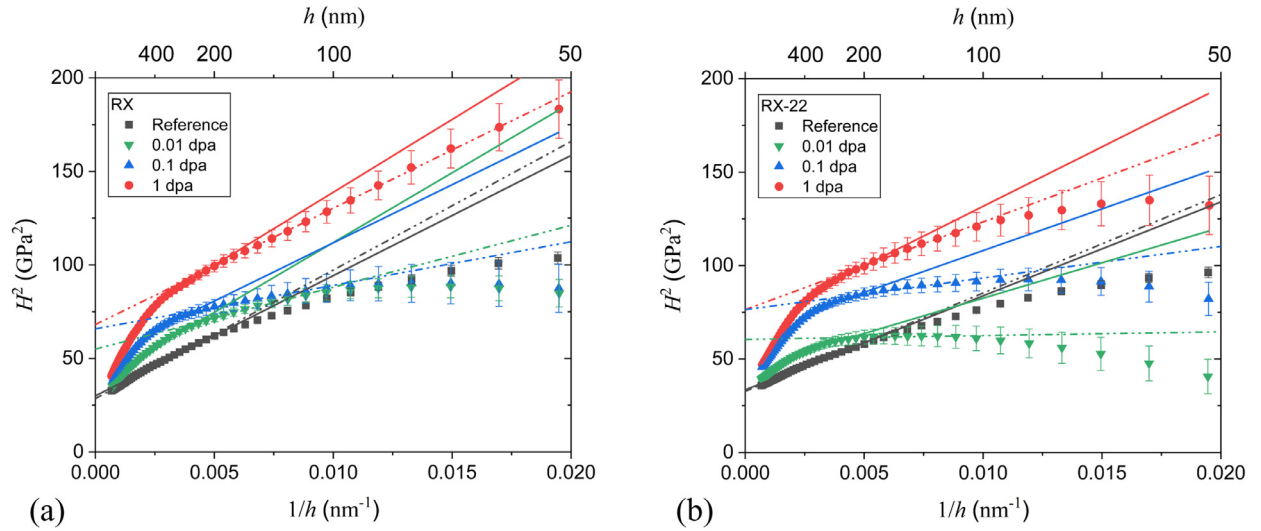 h (nm)
400 200 100 50
200
150
100
50
0
H² (GPa²)
RX
Reference
0.01 dpa
0.1 dpa
1 dpa
0.000 0.005 0.010 0.015 0.020
1/h (nm⁻¹)
(a)
h (nm)
400 200 100 50
200
150
100
50
0
H² (GPa²)
RX-22
Reference
0.01 dpa
0.1 dpa
1 dpa
0.000 0.005 0.010 0.015 0.020
1/h (nm⁻¹)
(b)